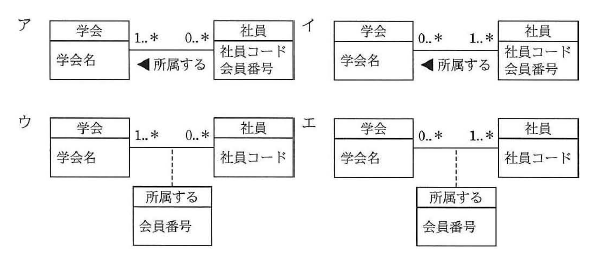 ア
学会
学会名
1..* 0..*
◀ 所属する
社員
社員コード
会員番号
イ
学会
学会名
0..* 1..*
◀ 所属する
社員
社員コード
会員番号
ウ
学会
学会名
1..* 0..*
社員
社員コード
所属する
会員番号
エ
学会
学会名
0..* 1..*
社員
社員コード
所属する
会員番号